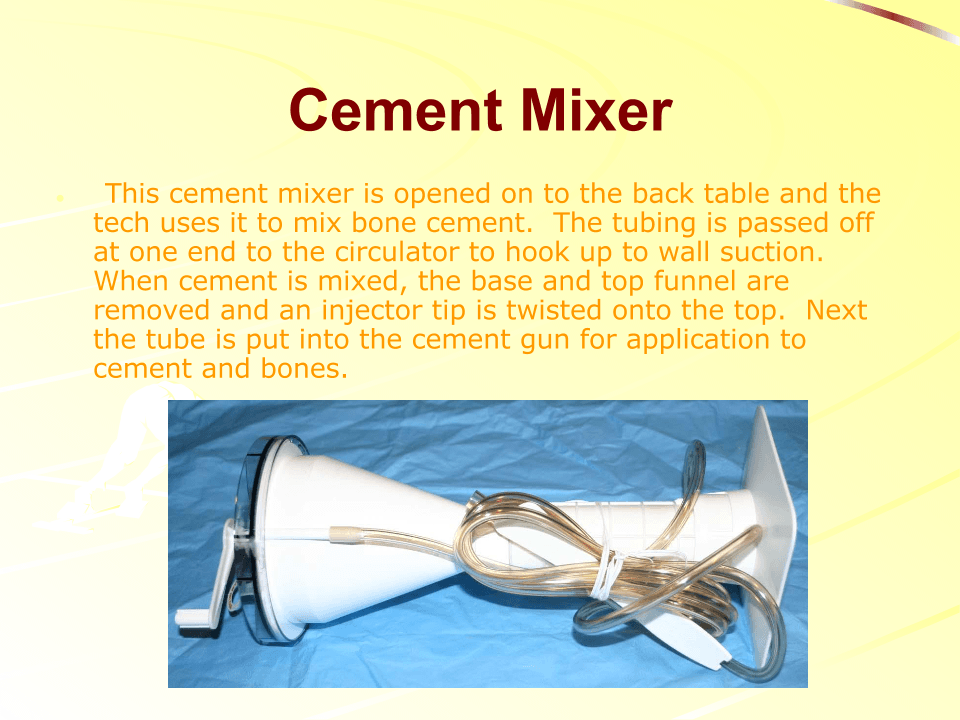 Cement Mixer
This cement mixer is opened on to the back table and the
tech uses it to mix bone cement.  The tubing is passed off
at one end to the circulator to hook up to wall suction.
When cement is mixed, the base and top funnel are
removed and an injector tip is twisted onto the top.  Next
the tube is put into the cement gun for application to
cement and bones.